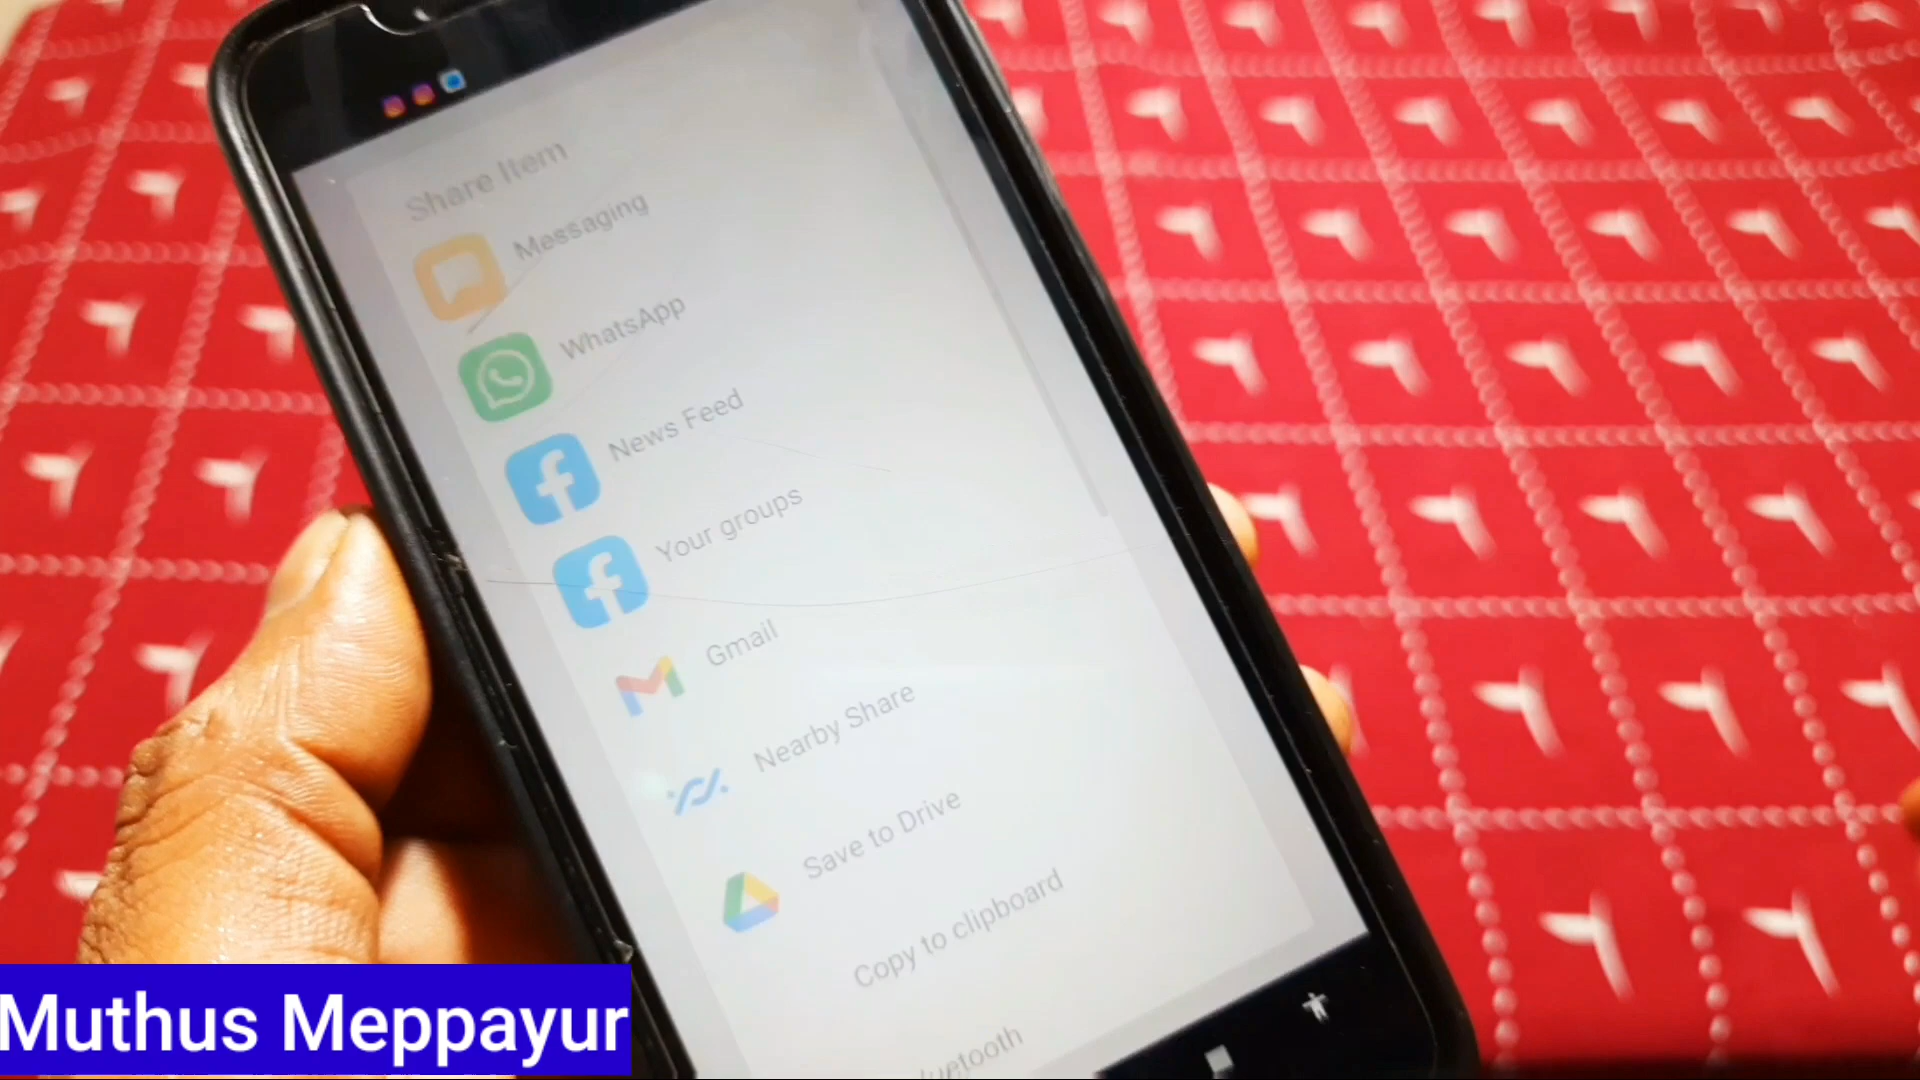 Share Item
Messaging
WhatsApp
News Feed
Your groups
Gmail
Nearby Share
Save to Drive
Copy to clipboard
luetooth
Muthus Meppayur